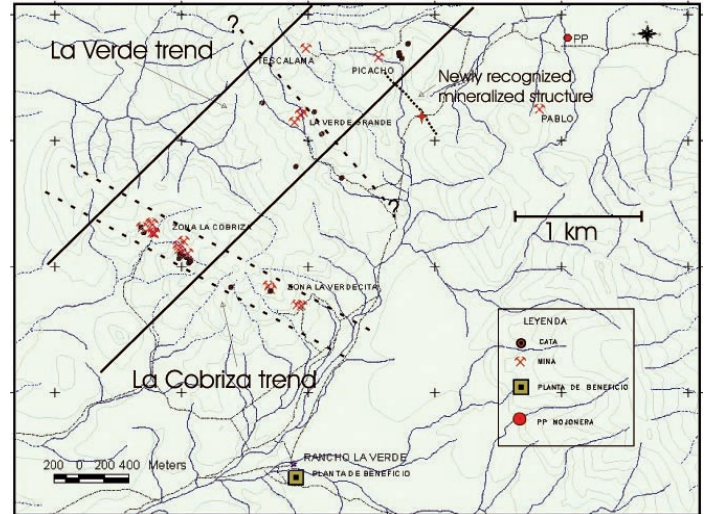 ?
La Verde trend
TESCALAMA
PICACHO
PP
Newly recognized
mineralized structure
LA VERDE GRANDE
PABLO
?
1 km
ZONA LA COBRIZA
ZONA LA VERDECITA
La Cobriza trend
LEYENDA
CATA
MINA
PLANTA DE BENEFICIO
PP MOJONERA
200 0 200 400 Meters
RANCHO LA VERDE
PLANTA DE BENEFICIO